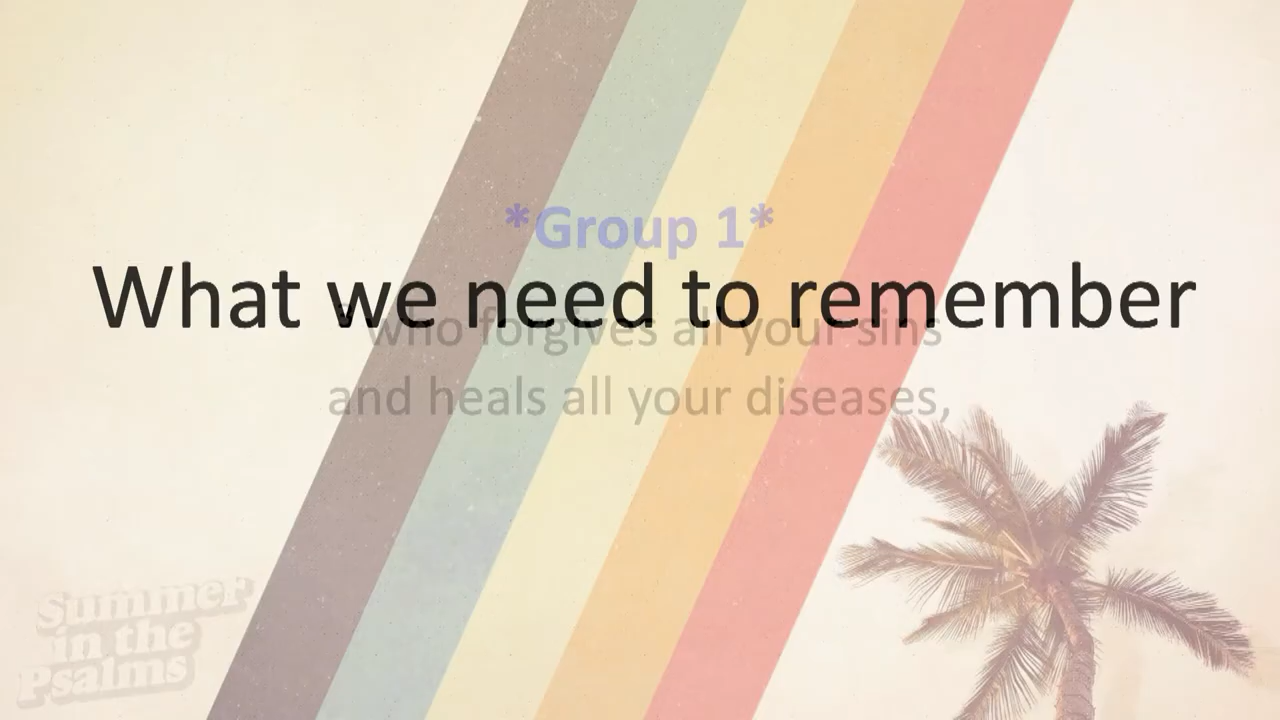 *Group 1*
What we need to remember
who forgives all your sins
and heals all your diseases,
Summer
in the
Psalms